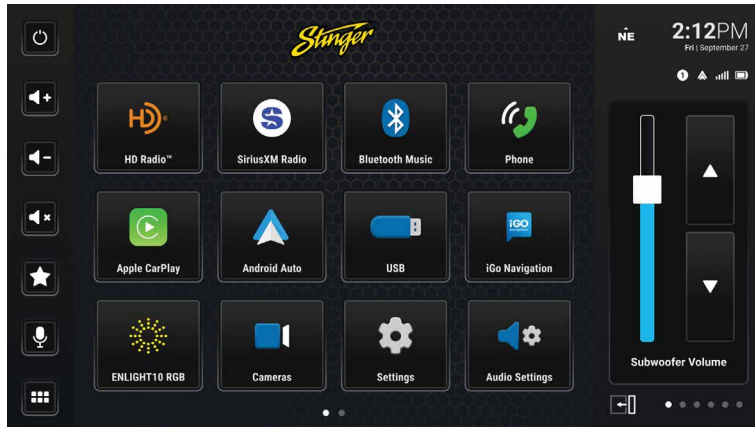 Stinger
NE
2:12PM
Fri | September 27
1
HD
HD Radio™
SiriusXM Radio
Bluetooth Music
Phone
Apple CarPlay
Android Auto
iGO
USB
iGo Navigation
ENLIGHT10 RGB
Cameras
Settings
Audio Settings
Subwoofer Volume